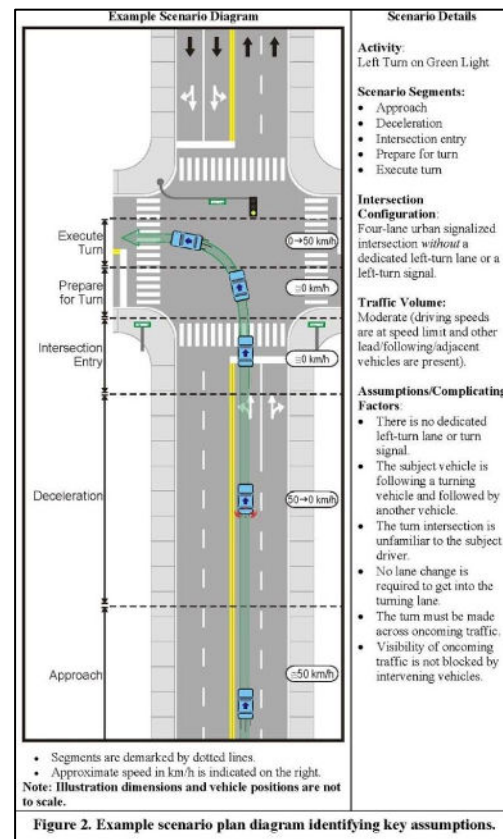 Example Scenario Diagram
Execute
Turn
0→50 km/h
Prepare
for Turn
≅0 km/h
Intersection
Entry
≅0 km/h
Deceleration
50→0 km/h
Approach
≅50 km/h
• Segments are demarked by dotted lines.
• Approximate speed in km/h is indicated on the right.
Note: Illustration dimensions and vehicle positions are not
to scale.
Scenario Details
Activity:
Left Turn on Green Light
Scenario Segments:
• Approach
• Deceleration
• Intersection entry
• Prepare for turn
• Execute turn
Intersection
Configuration:
Four-lane urban signalized
intersection without a
dedicated left-turn lane or a
left-turn signal.
Traffic Volume:
Moderate (driving speeds
are at speed limit and other
lead/following/adjacent
vehicles are present).
Assumptions/Complicating
Factors:
• There is no dedicated
left-turn lane or turn
signal.
• The subject vehicle is
following a turning
vehicle and followed by
another vehicle.
• The turn intersection is
unfamiliar to the subject
driver.
• No lane change is
required to get into the
turning lane.
• The turn must be made
across oncoming traffic.
• Visibility of oncoming
traffic is not blocked by
intervening vehicles.
Figure 2. Example scenario plan diagram identifying key assumptions.